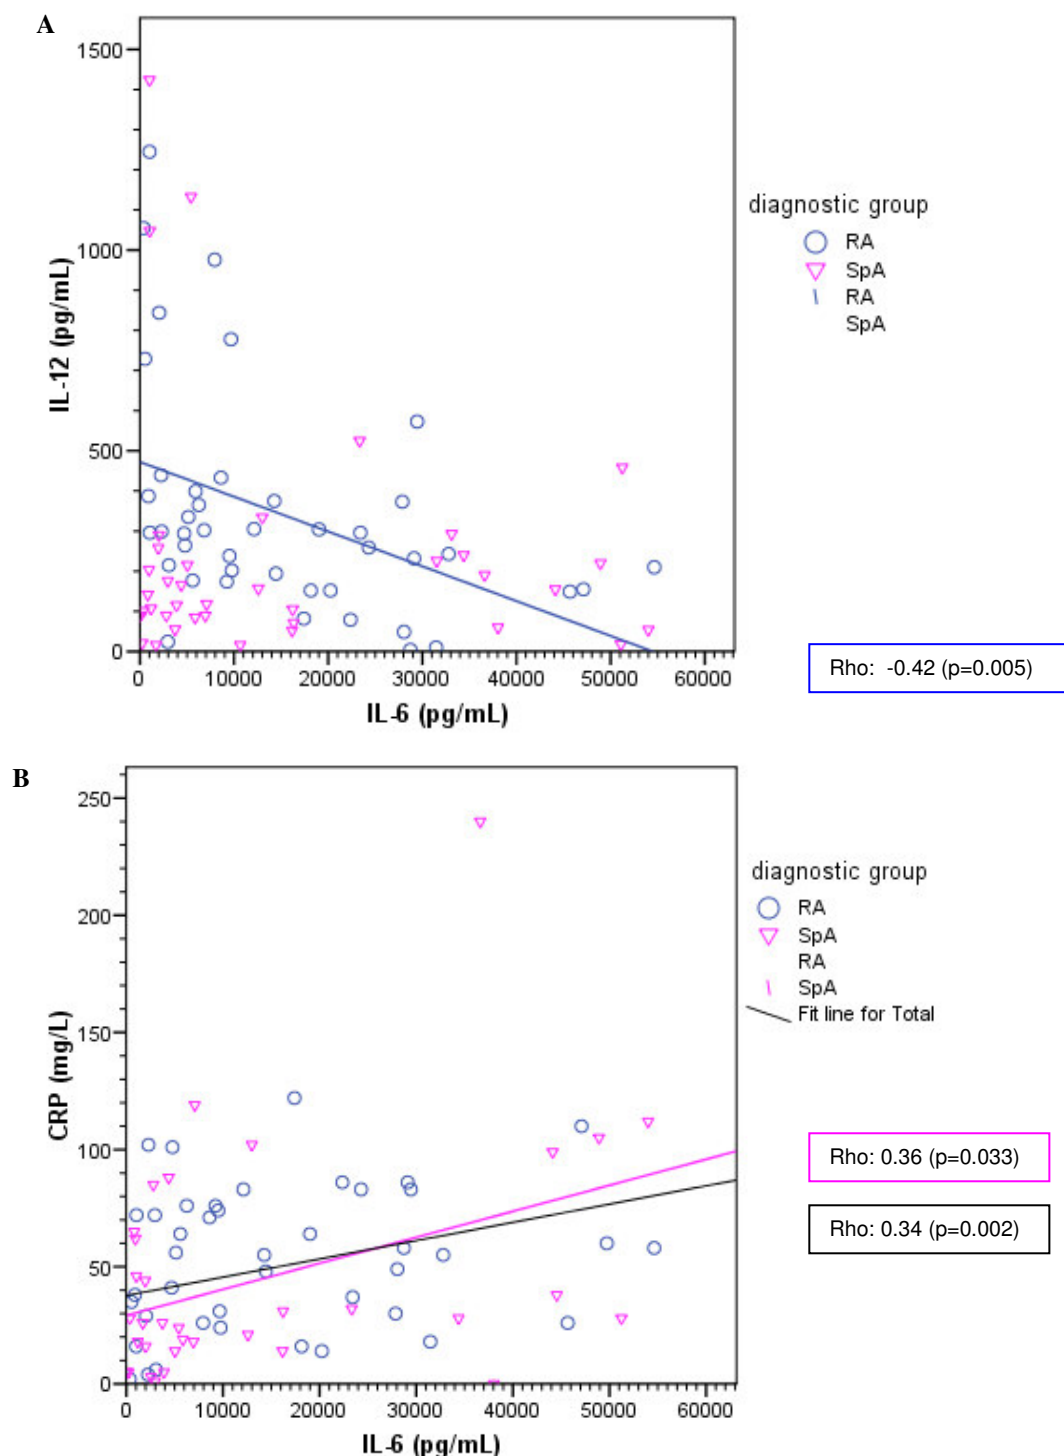 A
1500
1000
500
0
IL-12 (pg/mL)
0 10000 20000 30000 40000 50000 60000
IL-6 (pg/mL)
diagnostic group
RA
SpA
RA
SpA
Rho: -0.42 (p=0.005)
B
250
200
150
100
50
0
CRP (mg/L)
0 10000 20000 30000 40000 50000 60000
IL-6 (pg/mL)
diagnostic group
RA
SpA
RA
SpA
Fit line for Total
Rho: 0.36 (p=0.033)
Rho: 0.34 (p=0.002)